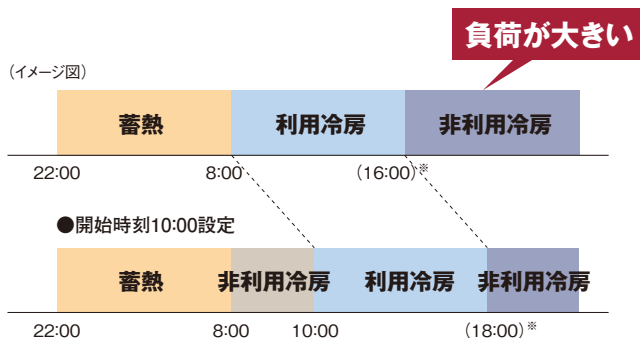 負荷が大きい
(イメージ図)
蓄熱 利用冷房 非利用冷房
22:00 8:00 (16:00)※
●開始時刻10:00設定
蓄熱 非利用冷房 利用冷房 非利用冷房
22:00 8:00 10:00 (18:00)※